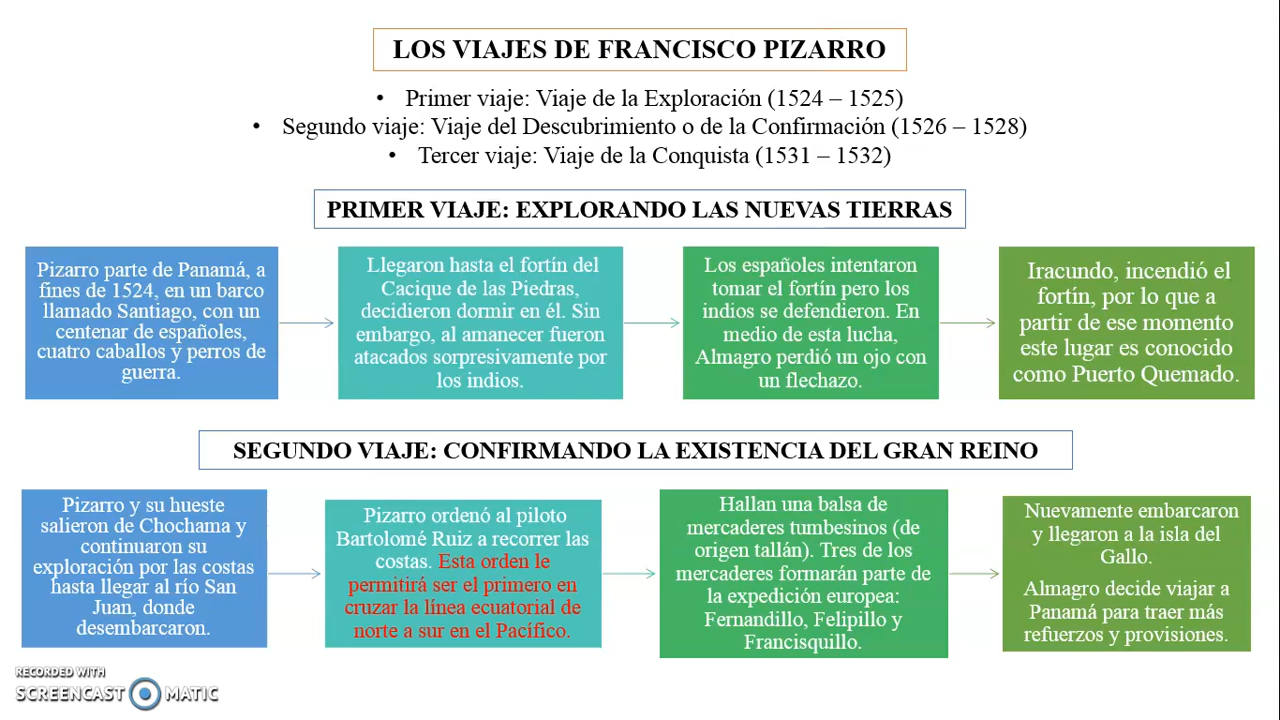 LOS VIAJES DE FRANCISCO PIZARRO
• Primer viaje: Viaje de la Exploración (1524 – 1525)
• Segundo viaje: Viaje del Descubrimiento o de la Confirmación (1526 – 1528)
• Tercer viaje: Viaje de la Conquista (1531 – 1532)
PRIMER VIAJE: EXPLORANDO LAS NUEVAS TIERRAS
Pizarro parte de Panamá, a
fines de 1524, en un barco
llamado Santiago, con un
centenar de españoles,
cuatro caballos y perros de
guerra.
Llegaron hasta el fortín del
Cacique de las Piedras,
decidieron dormir en él. Sin
embargo, al amanecer fueron
atacados sorpresivamente por
los indios.
Los españoles intentaron
tomar el fortín pero los
indios se defendieron. En
medio de esta lucha,
Almagro perdió un ojo con
un flechazo.
Iracundo, incendió el
fortín, por lo que a
partir de ese momento
este lugar es conocido
como Puerto Quemado.
SEGUNDO VIAJE: CONFIRMANDO LA EXISTENCIA DEL GRAN REINO
Pizarro y su hueste
salieron de Chochama y
continuaron su
exploración por las costas
hasta llegar al río San
Juan, donde
desembarcaron.
Pizarro ordenó al piloto
Bartolomé Ruiz a recorrer las
costas. Esta orden le
permitirá ser el primero en
cruzar la línea ecuatorial de
norte a sur en el Pacífico.
Hallan una balsa de
mercaderes tumbesinos (de
origen tallán). Tres de los
mercaderes formarán parte de
la expedición europea:
Fernandillo, Felipillo y
Francisquillo.
Nuevamente embarcaron
y llegaron a la isla del
Gallo.
Almagro decide viajar a
Panamá para traer más
refuerzos y provisiones.
RECORDED WITH
SCREENCAST MATIC